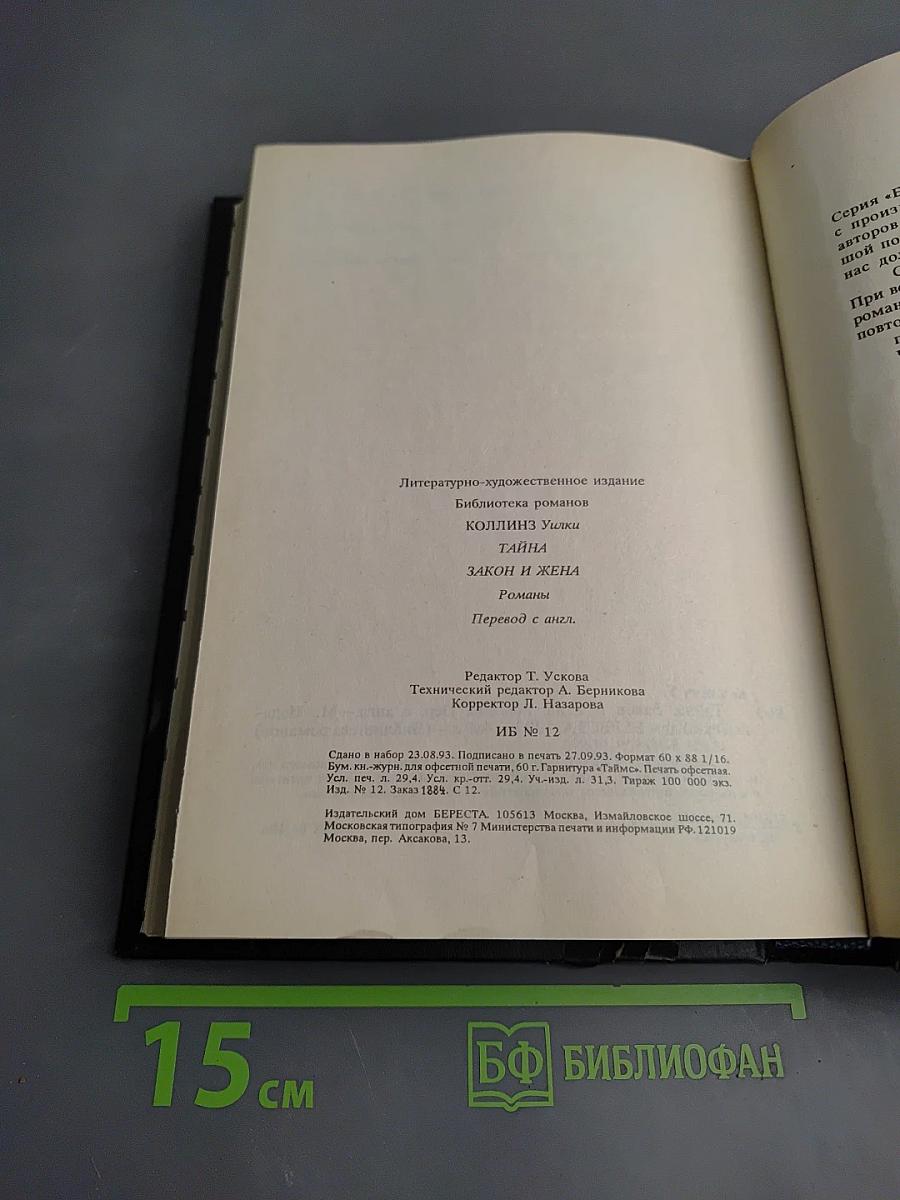 Литературно-художественное издание
Библиотека романов
КОЛЛИНЗ Уилки
ТАЙНА
ЗАКОН И ЖЕНА
Романы
Перевод с англ.
Редактор Т. Ускова
Технический редактор А. Берникова
Корректор Л. Назарова
ИБ № 12
Сдано в набор 23.08.93. Подписано в печать 27.09.93. Формат 60 х 88 1/16.
Бум. кн.-журн. для офсетной печати, 60 г. Гарнитура «Таймс». Печать офсетная.
Усл. печ. л. 29,4. Усл. кр.-отт. 29,4. Уч.-изд. л. 31,3. Тираж 100 000 экз.
Изд. № 12. Заказ 1884. С 12.
Издательский дом БЕРЕСТА. 105613 Москва, Измайловское шоссе, 71.
Московская типография № 7 Министерства печати и информации РФ. 121019
Москва, пер. Аксакова, 13.
Серия
с
авторов
шой
нас
При
15 см
БФ БИБЛИОФАН